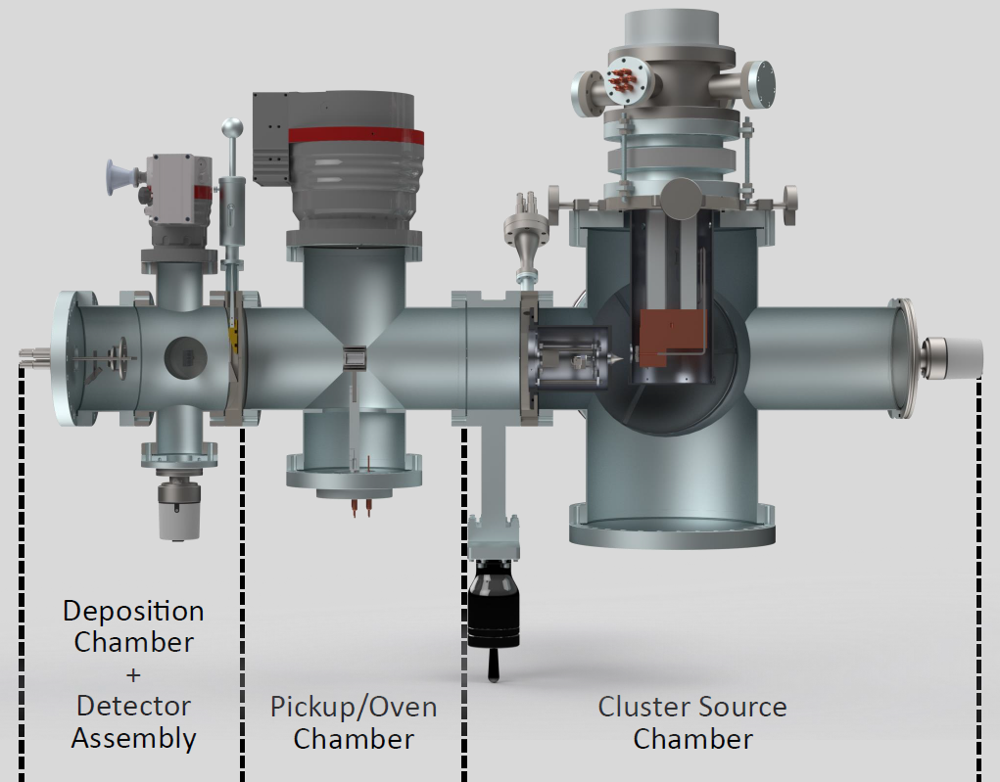 Deposition
Chamber
+
Detector
Assembly
Pickup/Oven
Chamber
Cluster Source
Chamber